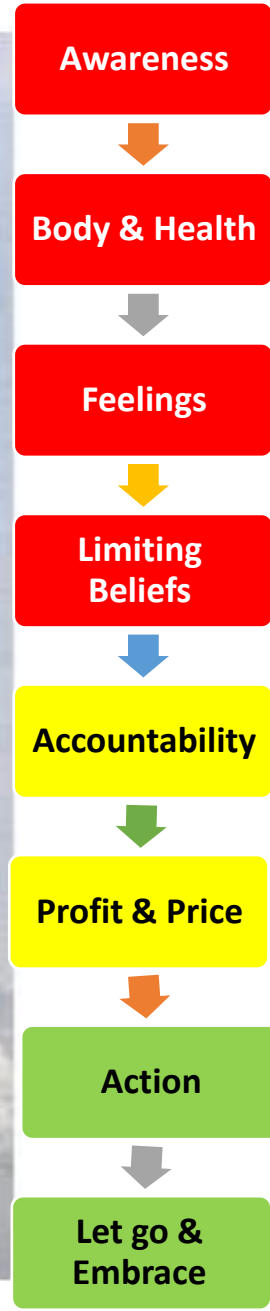 Awareness
Body & Health
Feelings
Limiting
Beliefs
Accountability
Profit & Price
Action
Let go &
Embrace